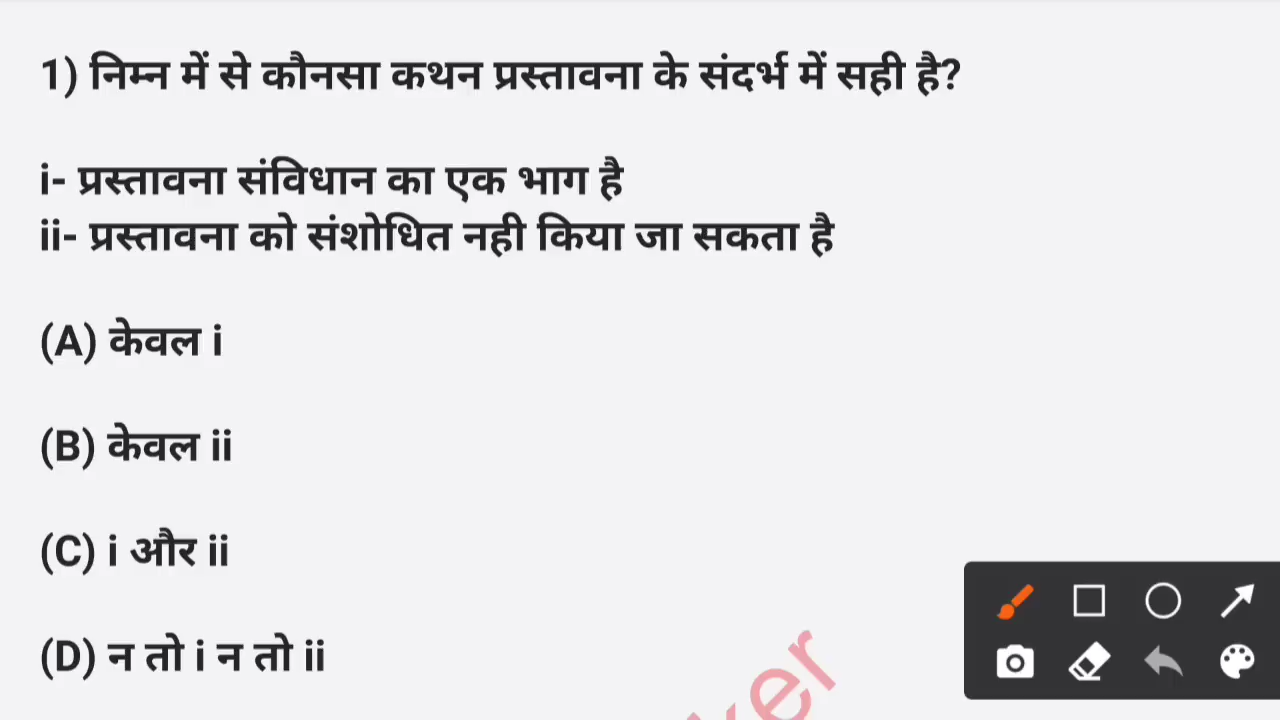 1) निम्न में से कौनसा कथन प्रस्तावना के संदर्भ में सही है?
i- प्रस्तावना संविधान का एक भाग है
ii- प्रस्तावना को संशोधित नही किया जा सकता है
(A) केवल i
(B) केवल ii
(C) i और ii
(D) न तो i न तो ii